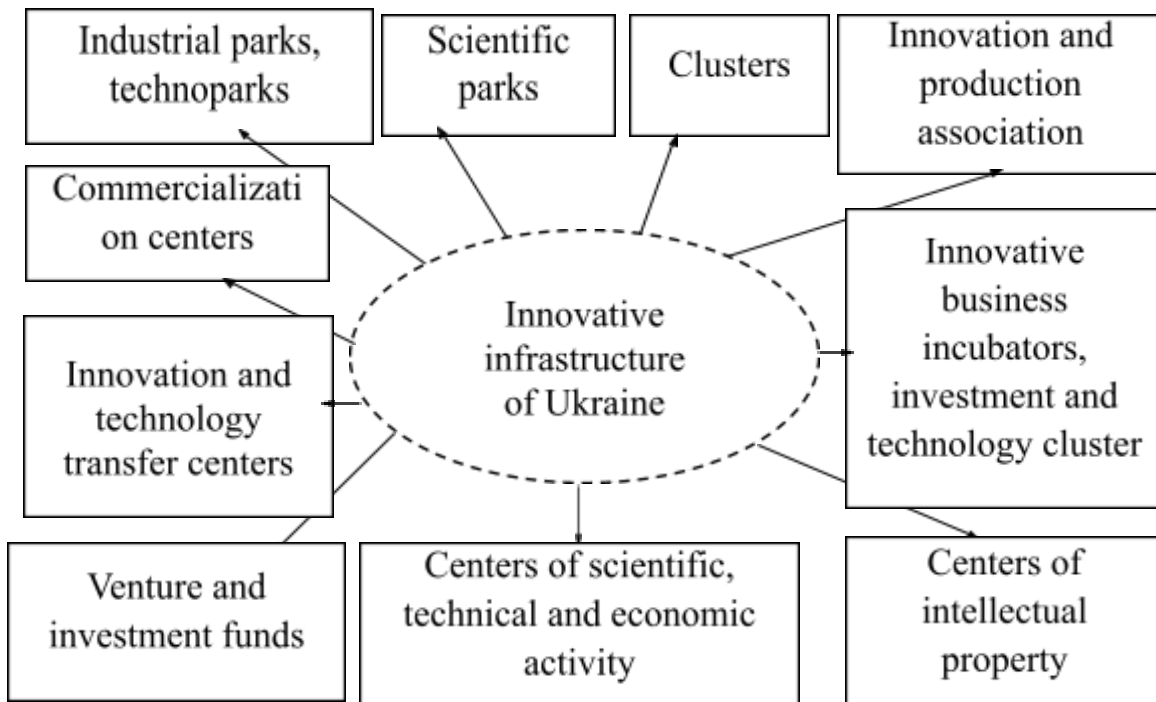 Industrial parks,
technoparks
Scientific
parks
Clusters
Innovation and
production
association
Commercializati
on centers
Innovative
infrastructure
of Ukraine
Innovative
business
incubators,
investment and
technology cluster
Innovation and
technology
transfer centers
Venture and
investment funds
Centers of scientific,
technical and economic
activity
Centers of
intellectual
property